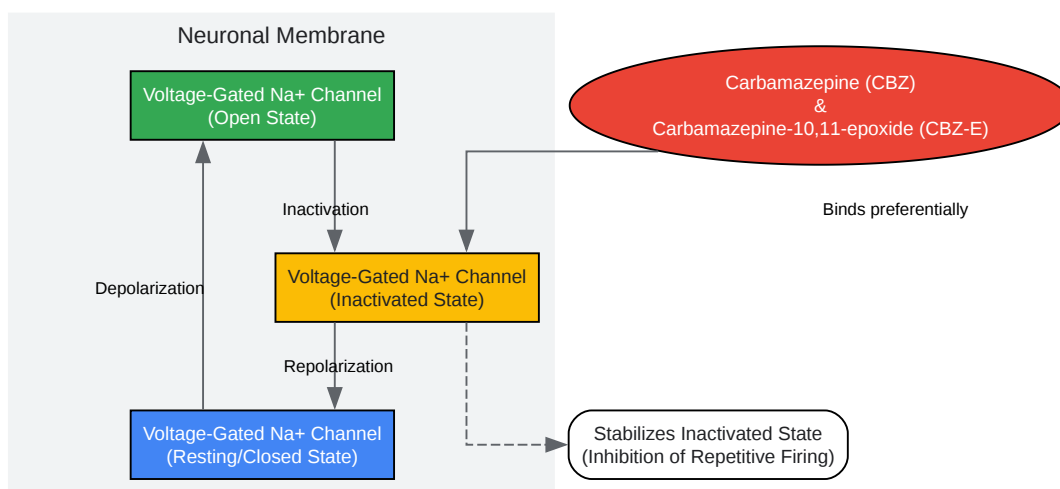 Neuronal Membrane
Voltage-Gated Na+ Channel
(Open State)
Carbamazepine (CBZ)
&
Carbamazepine-10,11-epoxide (CBZ-E)
Inactivation
Binds preferentially
Voltage-Gated Na+ Channel
(Inactivated State)
Depolarization
Repolarization
Voltage-Gated Na+ Channel
(Resting/Closed State)
Stabilizes Inactivated State
(Inhibition of Repetitive Firing)